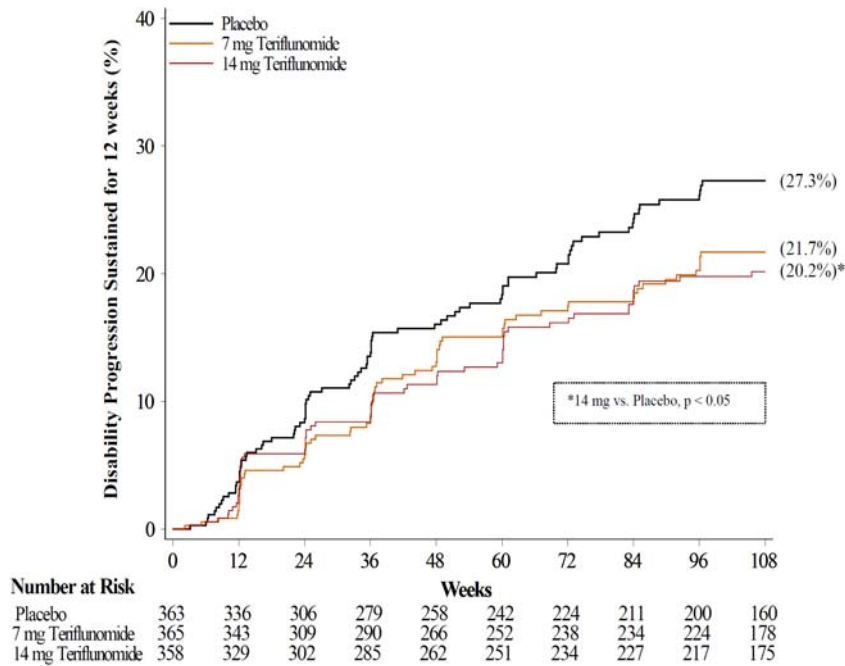 40
30
20
10
0
Disability Progression Sustained for 12 weeks (%)
Placebo
7 mg Teriflunomide
14 mg Teriflunomide
(27.3%)
(21.7%)
(20.2%)*
*14 mg vs. Placebo, p < 0.05
0 12 24 36 48 60 72 84 96 108
Number at Risk
Weeks
Placebo 363 336 306 279 258 242 224 211 200 160
7 mg Teriflunomide 365 343 309 290 266 252 238 234 224 178
14 mg Teriflunomide 358 329 302 285 262 251 234 227 217 175